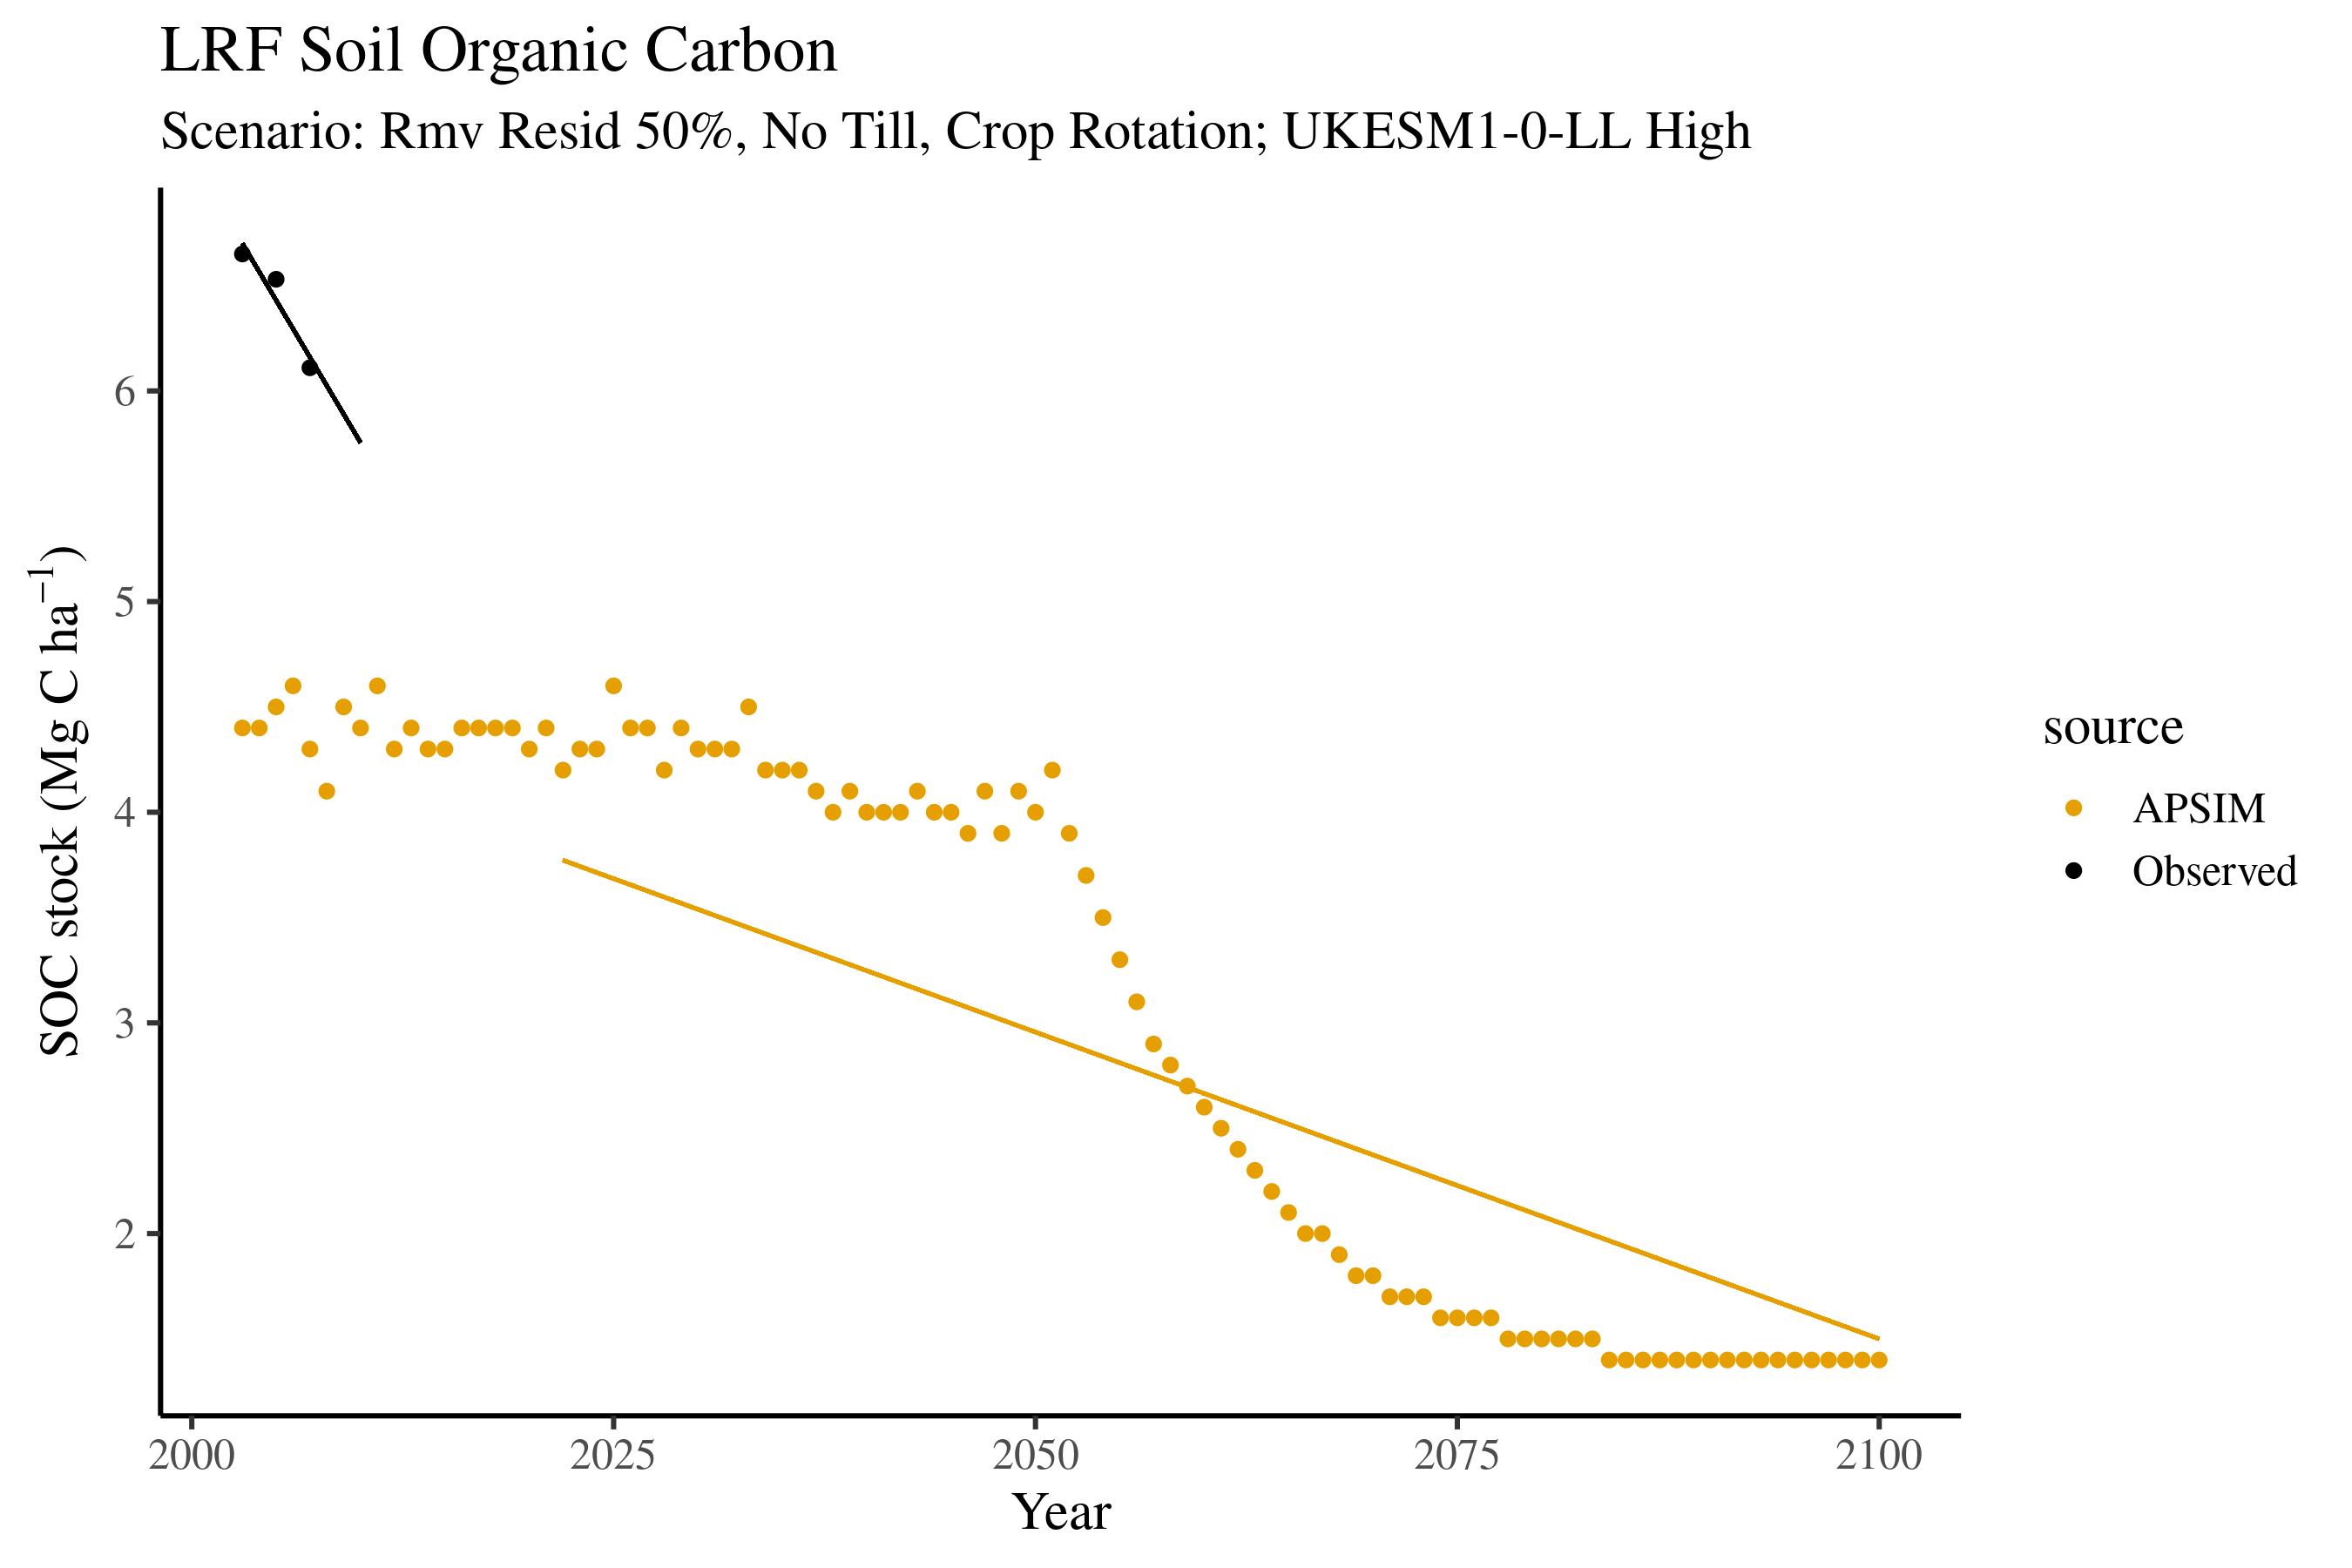 LRF Soil Organic Carbon
Scenario: Rmv Resid 50%, No Till, Crop Rotation; UKESM1-0-LL High
SOC stock (Mg C ha⁻¹)
6
5
4
3
2
2000
2025
2050
2075
2100
Year
source
APSIM
Observed